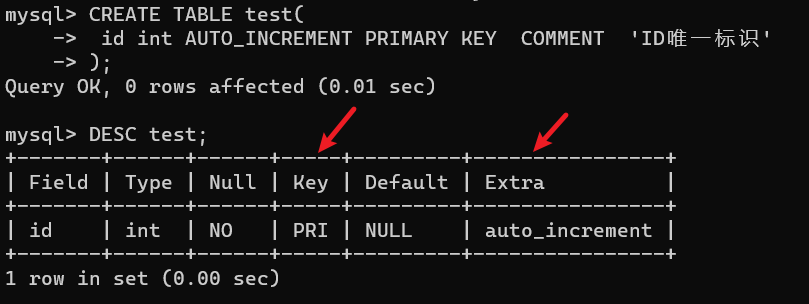 mysql> CREATE TABLE test(
    ->  id int AUTO_INCREMENT PRIMARY KEY  COMMENT  'ID唯一标识'
    -> );
Query OK, 0 rows affected (0.01 sec)
mysql> DESC test;
+-------+------+------+-----+---------+----------------+
| Field | Type | Null | Key | Default | Extra          |
+-------+------+------+-----+---------+----------------+
| id    | int  | NO   | PRI | NULL    | auto_increment |
+-------+------+------+-----+---------+----------------+
1 row in set (0.00 sec)